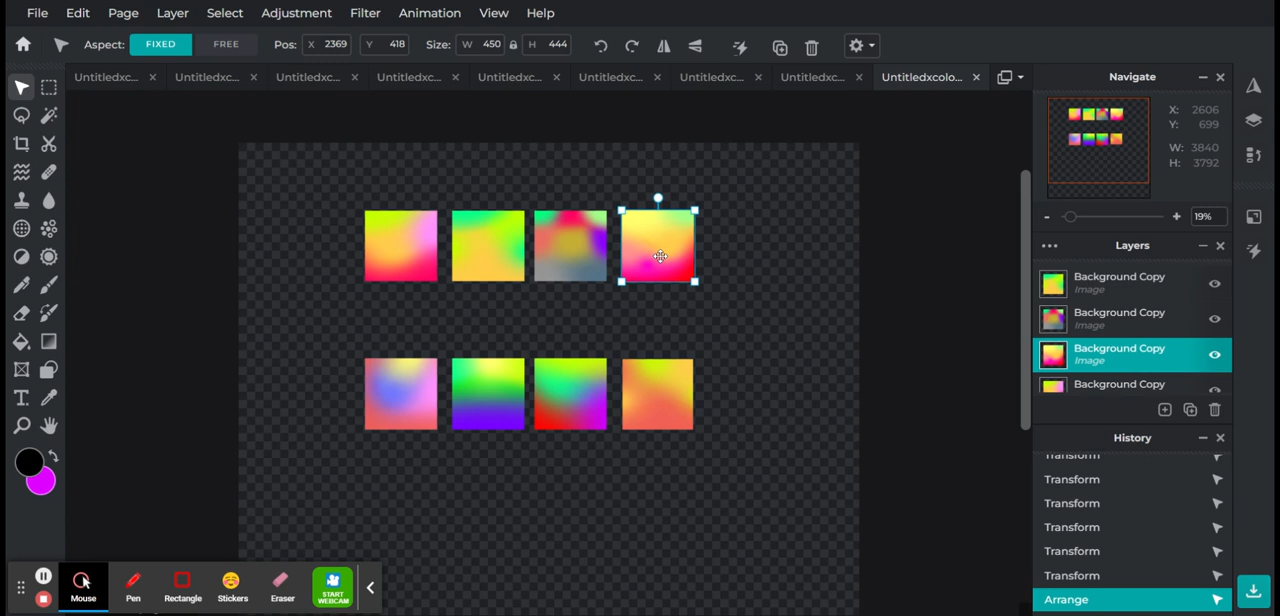 File Edit Page Layer Select Adjustment Filter Animation View Help
Aspect: FIXED FREE Pos: X 2369 Y 418 Size: W 450 H 444
Untitledxc... Untitledxc... Untitledxc... Untitledxc... Untitledxc... Untitledxc... Untitledxc... Untitledxc... Untitledxcolo...
Navigate
X: 2606
Y: 699
W: 3840
H: 3792
- + 19%
Layers
Background Copy
Image
Background Copy
Image
Background Copy
Image
Background Copy
History
Transform
Transform
Transform
Transform
Transform
Transform
Arrange
Mouse Pen Rectangle Stickers Eraser START
WEBCAM